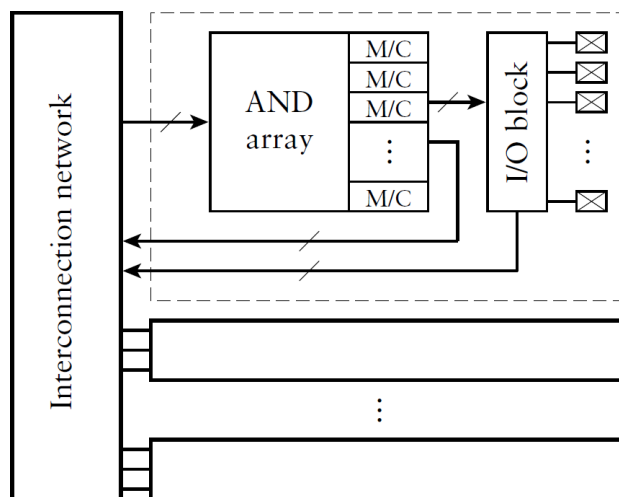 Interconnection network
AND
array
M/C
M/C
M/C
⋮
M/C
I/O block
⋮
⋮